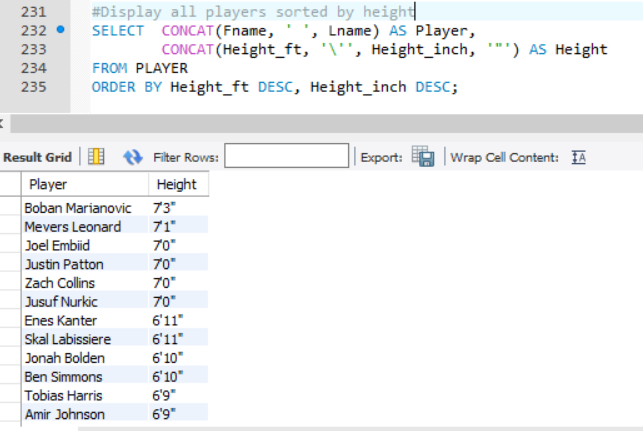 231 #Display all players sorted by height
232 SELECT CONCAT(Fname, ' ', Lname) AS Player,
233 CONCAT(Height_ft, '\'', Height_inch, '"') AS Height
234 FROM PLAYER
235 ORDER BY Height_ft DESC, Height_inch DESC;
Result Grid Filter Rows: Export: Wrap Cell Content:
Player Height
Boban Marianovic 7'3"
Mevers Leonard 7'1"
Joel Embiid 7'0"
Justin Patton 7'0"
Zach Collins 7'0"
Jusuf Nurkic 7'0"
Enes Kanter 6'11"
Skal Labissiere 6'11"
Jonah Bolden 6'10"
Ben Simmons 6'10"
Tobias Harris 6'9"
Amir Johnson 6'9"